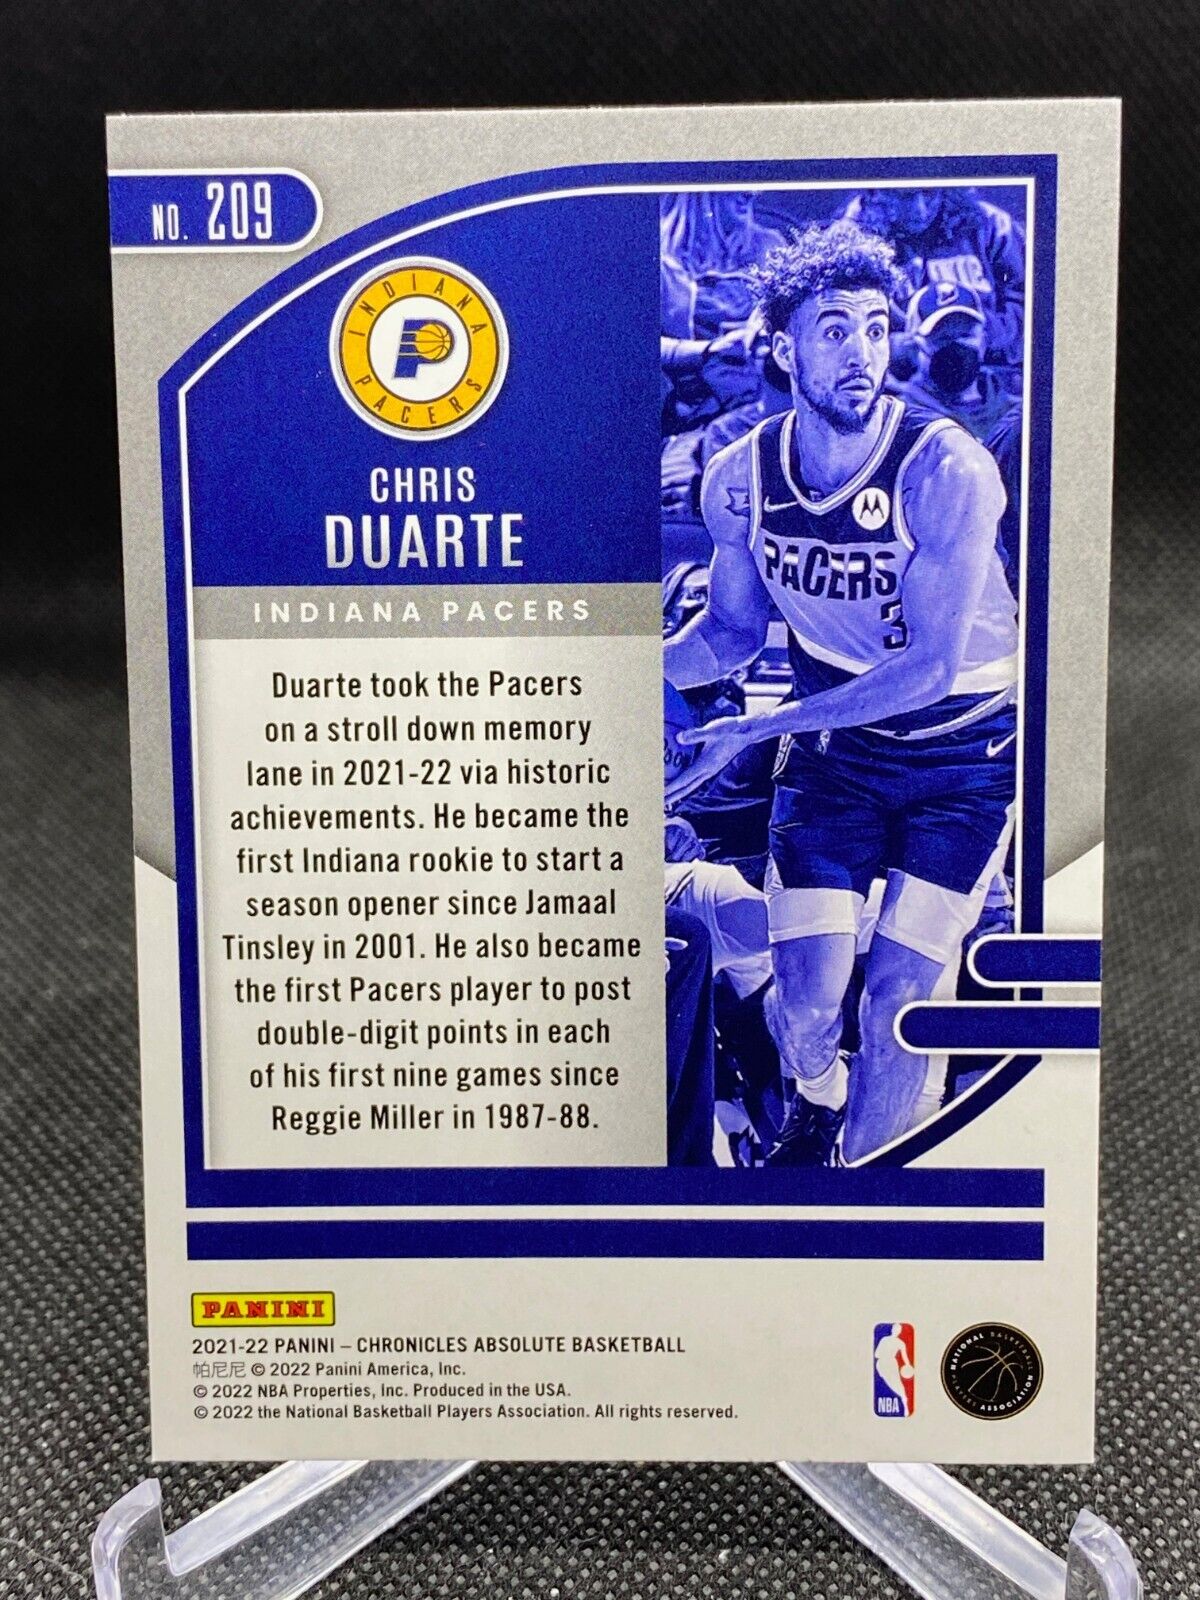 NO. 209
INDIANA
PACERS
CHRIS
DUARTE
INDIANA PACERS
Duarte took the Pacers
on a stroll down memory
lane in 2021-22 via historic
achievements. He became the
first Indiana rookie to start a
season opener since Jamaal
Tinsley in 2001. He also became
the first Pacers player to post
double-digit points in each
of his first nine games since
Reggie Miller in 1987-88.
PACERS
3
PANINI
2021-22 PANINI – CHRONICLES ABSOLUTE BASKETBALL
帕尼尼 © 2022 Panini America, Inc.
© 2022 NBA Properties, Inc. Produced in the USA.
© 2022 the National Basketball Players Association. All rights reserved.
NBA
NATIONAL BASKETBALL
PLAYERS ASSOCIATION